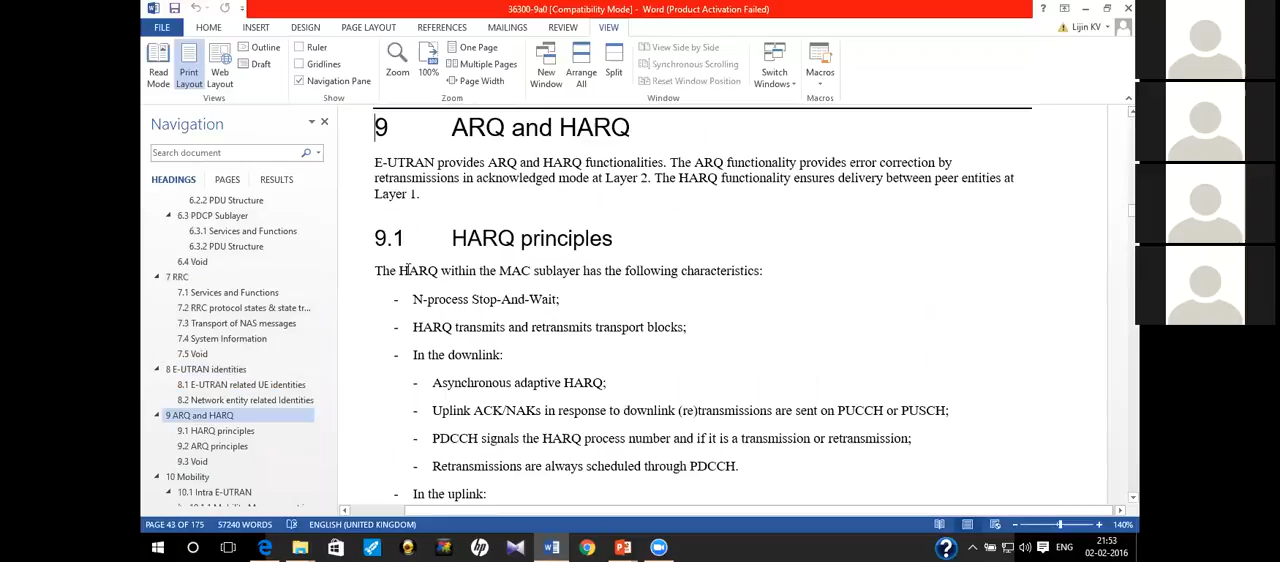 36300-9a0 [Compatibility Mode] - Word (Product Activation Failed)
FILE HOME INSERT DESIGN PAGE LAYOUT REFERENCES MAILINGS REVIEW VIEW Lijin KV
Read Mode
Print Layout
Web Layout
Outline
Draft
Views
Ruler
Gridlines
Navigation Pane
Show
Zoom
100%
One Page
Multiple Pages
Page Width
Zoom
New Window
Arrange All
Split
View Side by Side
Synchronous Scrolling
Reset Window Position
Window
Switch Windows
Macros
Macros
Navigation
Search document
HEADINGS PAGES RESULTS
6.2.2 PDU Structure
6.3 PDCP Sublayer
6.3.1 Services and Functions
6.3.2 PDU Structure
6.4 Void
7 RRC
7.1 Services and Functions
7.2 RRC protocol states & state tr...
7.3 Transport of NAS messages
7.4 System Information
7.5 Void
8 E-UTRAN identities
8.1 E-UTRAN related UE identities
8.2 Network entity related Identities
9 ARQ and HARQ
9.1 HARQ principles
9.2 ARQ principles
9.3 Void
10 Mobility
10.1 Intra E-UTRAN
9 ARQ and HARQ
E-UTRAN provides ARQ and HARQ functionalities. The ARQ functionality provides error correction by
retransmissions in acknowledged mode at Layer 2. The HARQ functionality ensures delivery between peer entities at
Layer 1.
9.1 HARQ principles
The HARQ within the MAC sublayer has the following characteristics:
- N-process Stop-And-Wait;
- HARQ transmits and retransmits transport blocks;
- In the downlink:
- Asynchronous adaptive HARQ;
- Uplink ACK/NAKs in response to downlink (re)transmissions are sent on PUCCH or PUSCH;
- PDCCH signals the HARQ process number and if it is a transmission or retransmission;
- Retransmissions are always scheduled through PDCCH.
- In the uplink:
PAGE 43 OF 175 57240 WORDS ENGLISH (UNITED KINGDOM) 140%
ENG
21:53
02-02-2016